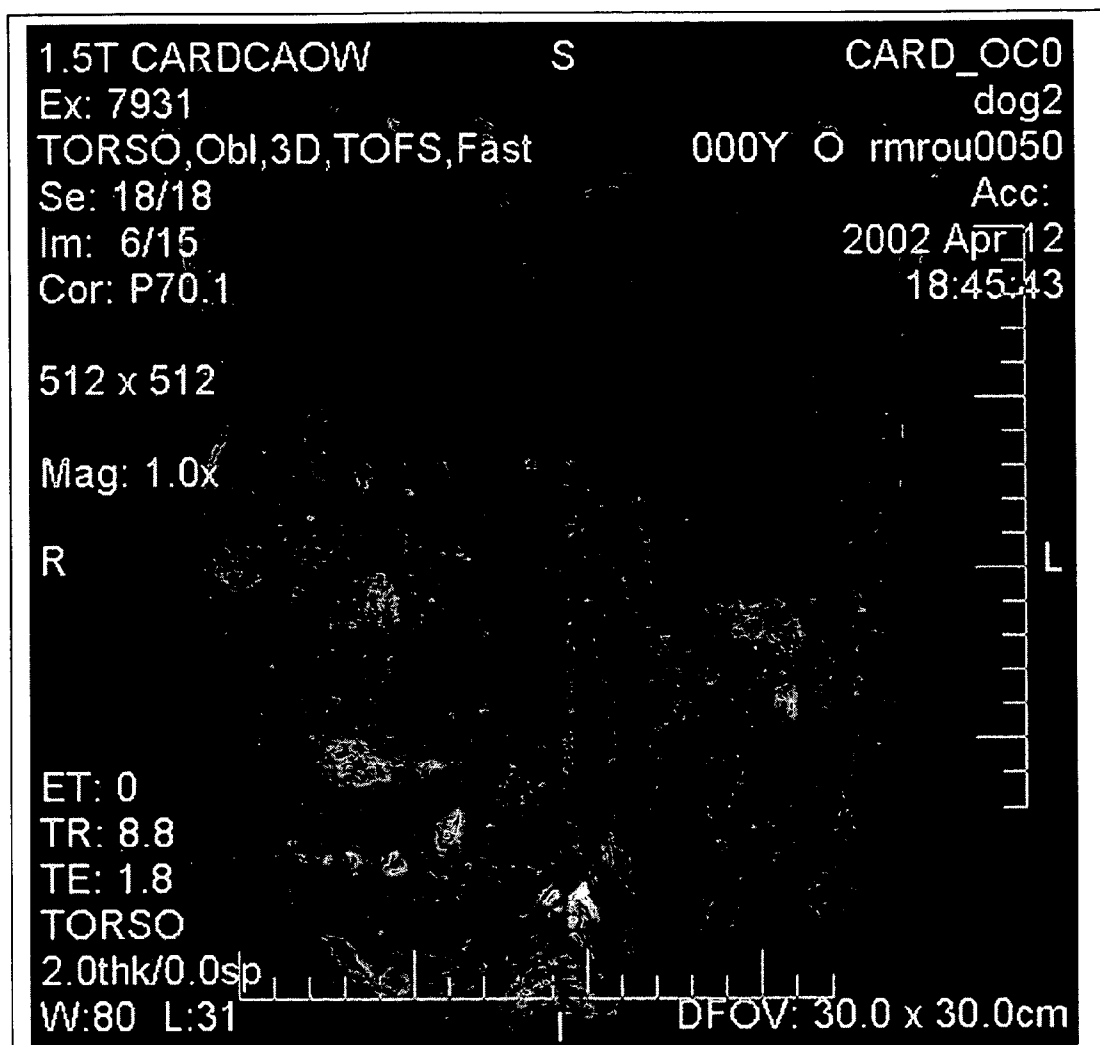 1.5T CARDCAOW
S
CARD_OC0
Ex: 7931
dog2
TORSO,Obl,3D,TOFS,Fast
000Y O rmrou0050
Se: 18/18
Acc:
Im: 6/15
2002 Apr 12
Cor: P70.1
18:45:43
512 x 512
Mag: 1.0x
R
L
ET: 0
TR: 8.8
TE: 1.8
TORSO
2.0thk/0.0sp
W:80 L:31
I
DFOV: 30.0 x 30.0cm